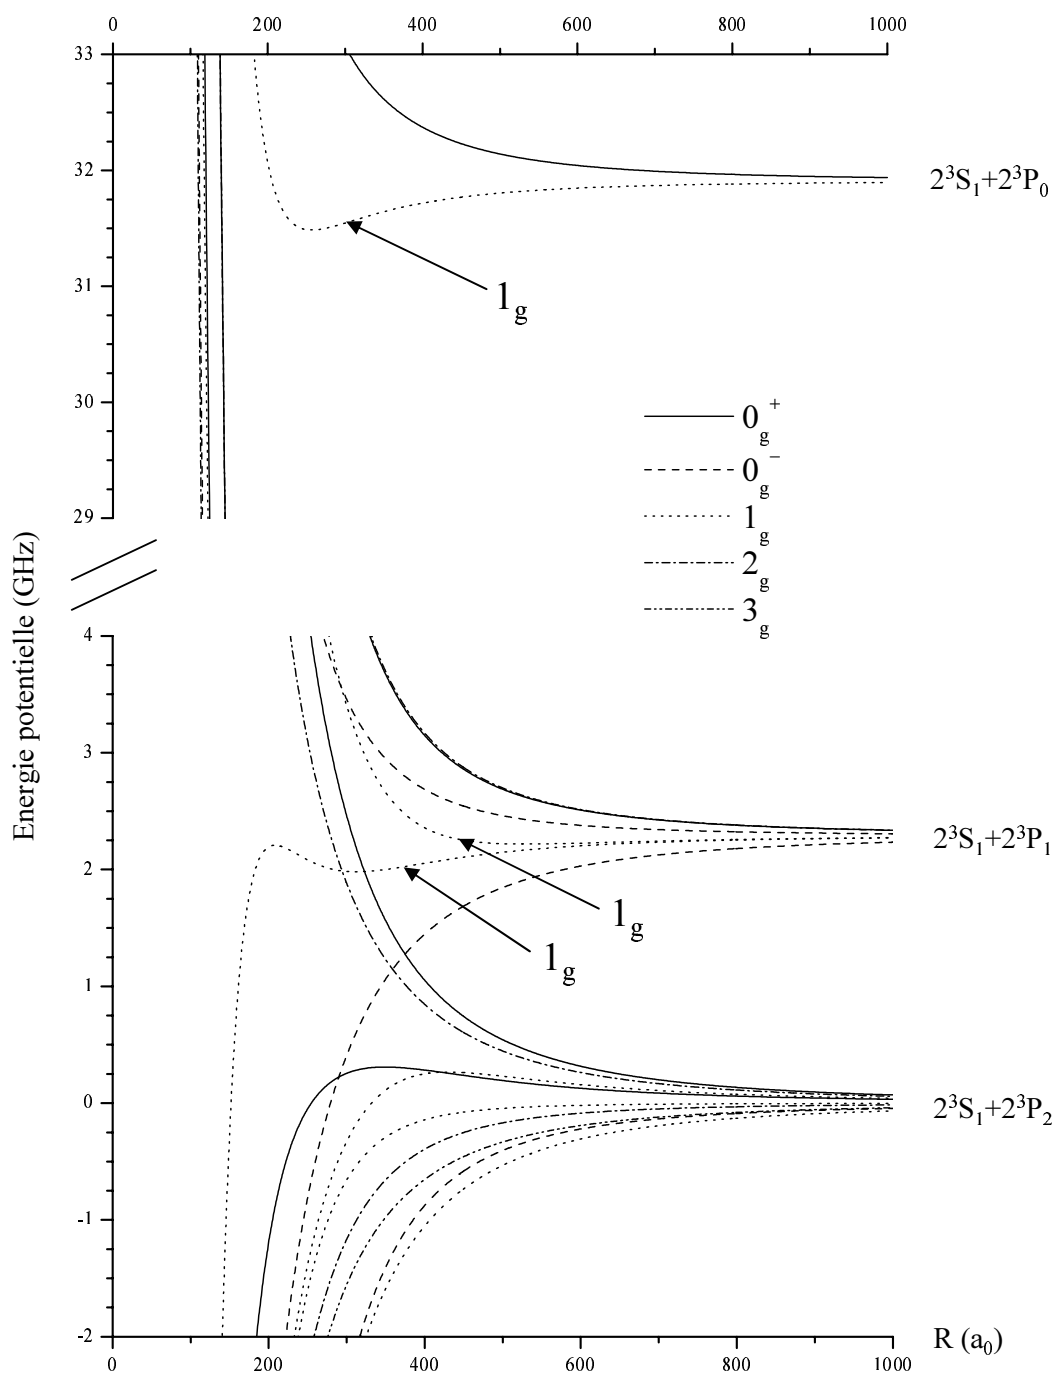 0 200 400 600 800 1000
33
32
31
30
29
2³S₁+2³P₀
1g
0g⁺
0g⁻
1g
2g
3g
Energie potentielle (GHz)
4
3
2
1
0
-1
-2
2³S₁+2³P₁
1g
1g
2³S₁+2³P₂
0 200 400 600 800 1000
R (a₀)